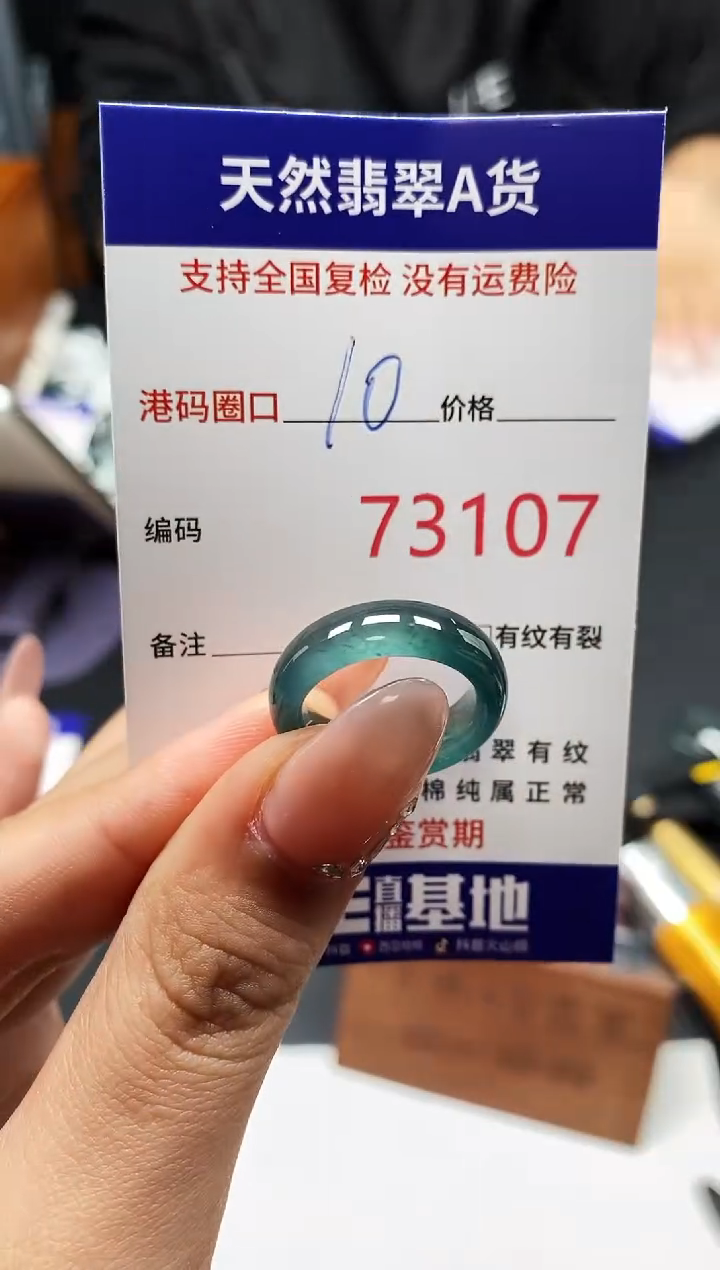 天然翡翠A货
支持全国复检 没有运费险
港码圈口 10 价格
编码 73107
备注 有纹有裂
翠有纹
棉纯属正常
鉴赏期
直播基地